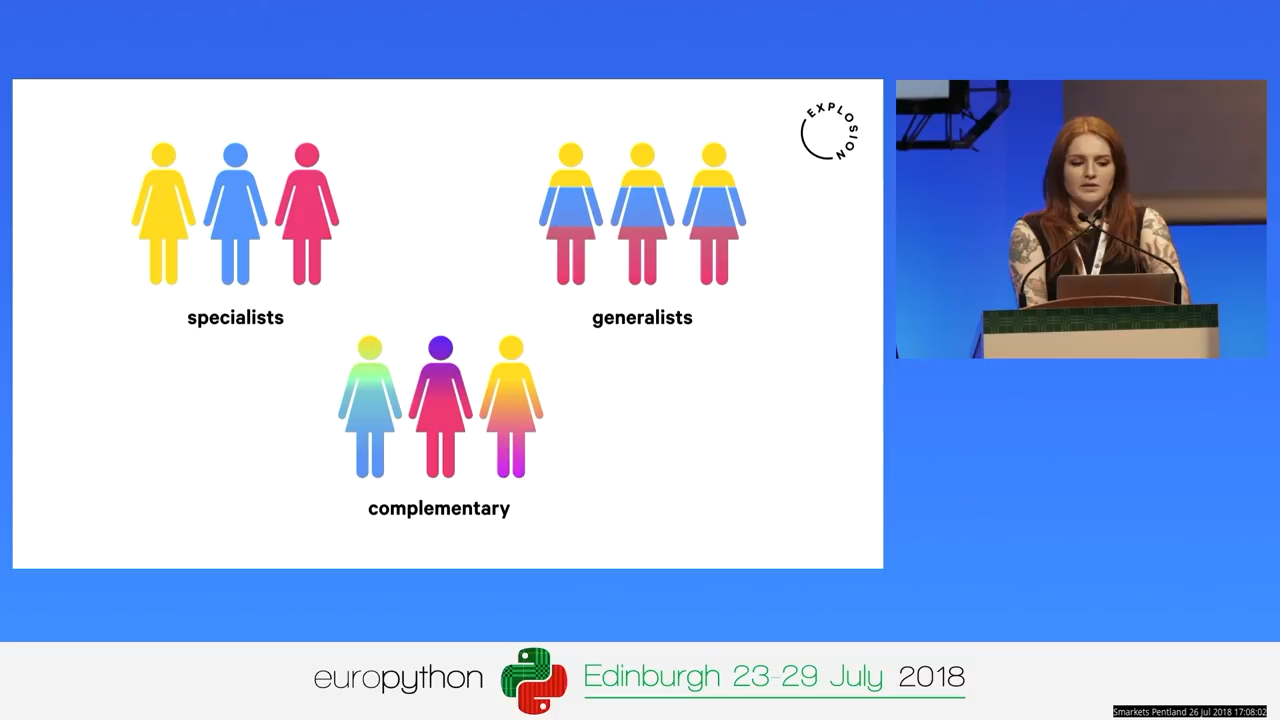 EXPLOSION
specialists
generalists
complementary
europython
Edinburgh 23-29 July 2018
Smarkets Pentland 26 Jul 2018 17:08:02